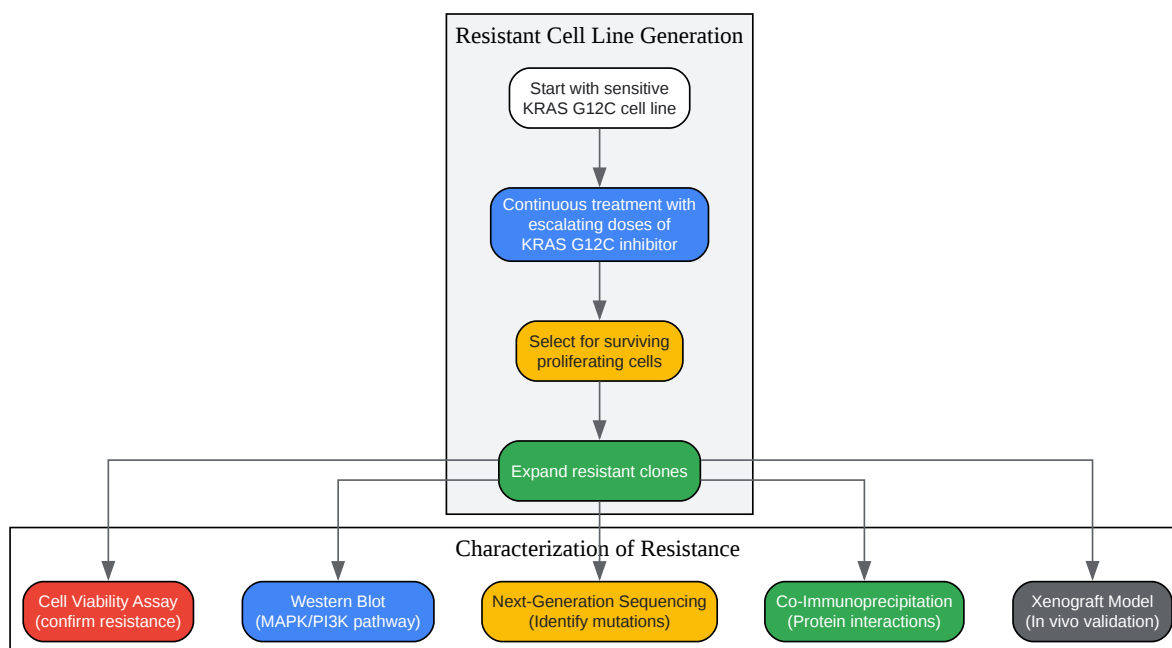 Resistant Cell Line Generation
Start with sensitive
KRAS G12C cell line
Continuous treatment with
escalating doses of
KRAS G12C inhibitor
Select for surviving
proliferating cells
Expand resistant clones
Characterization of Resistance
Cell Viability Assay
(confirm resistance)
Western Blot
(MAPK/PI3K pathway)
Next-Generation Sequencing
(Identify mutations)
Co-Immunoprecipitation
(Protein interactions)
Xenograft Model
(In vivo validation)